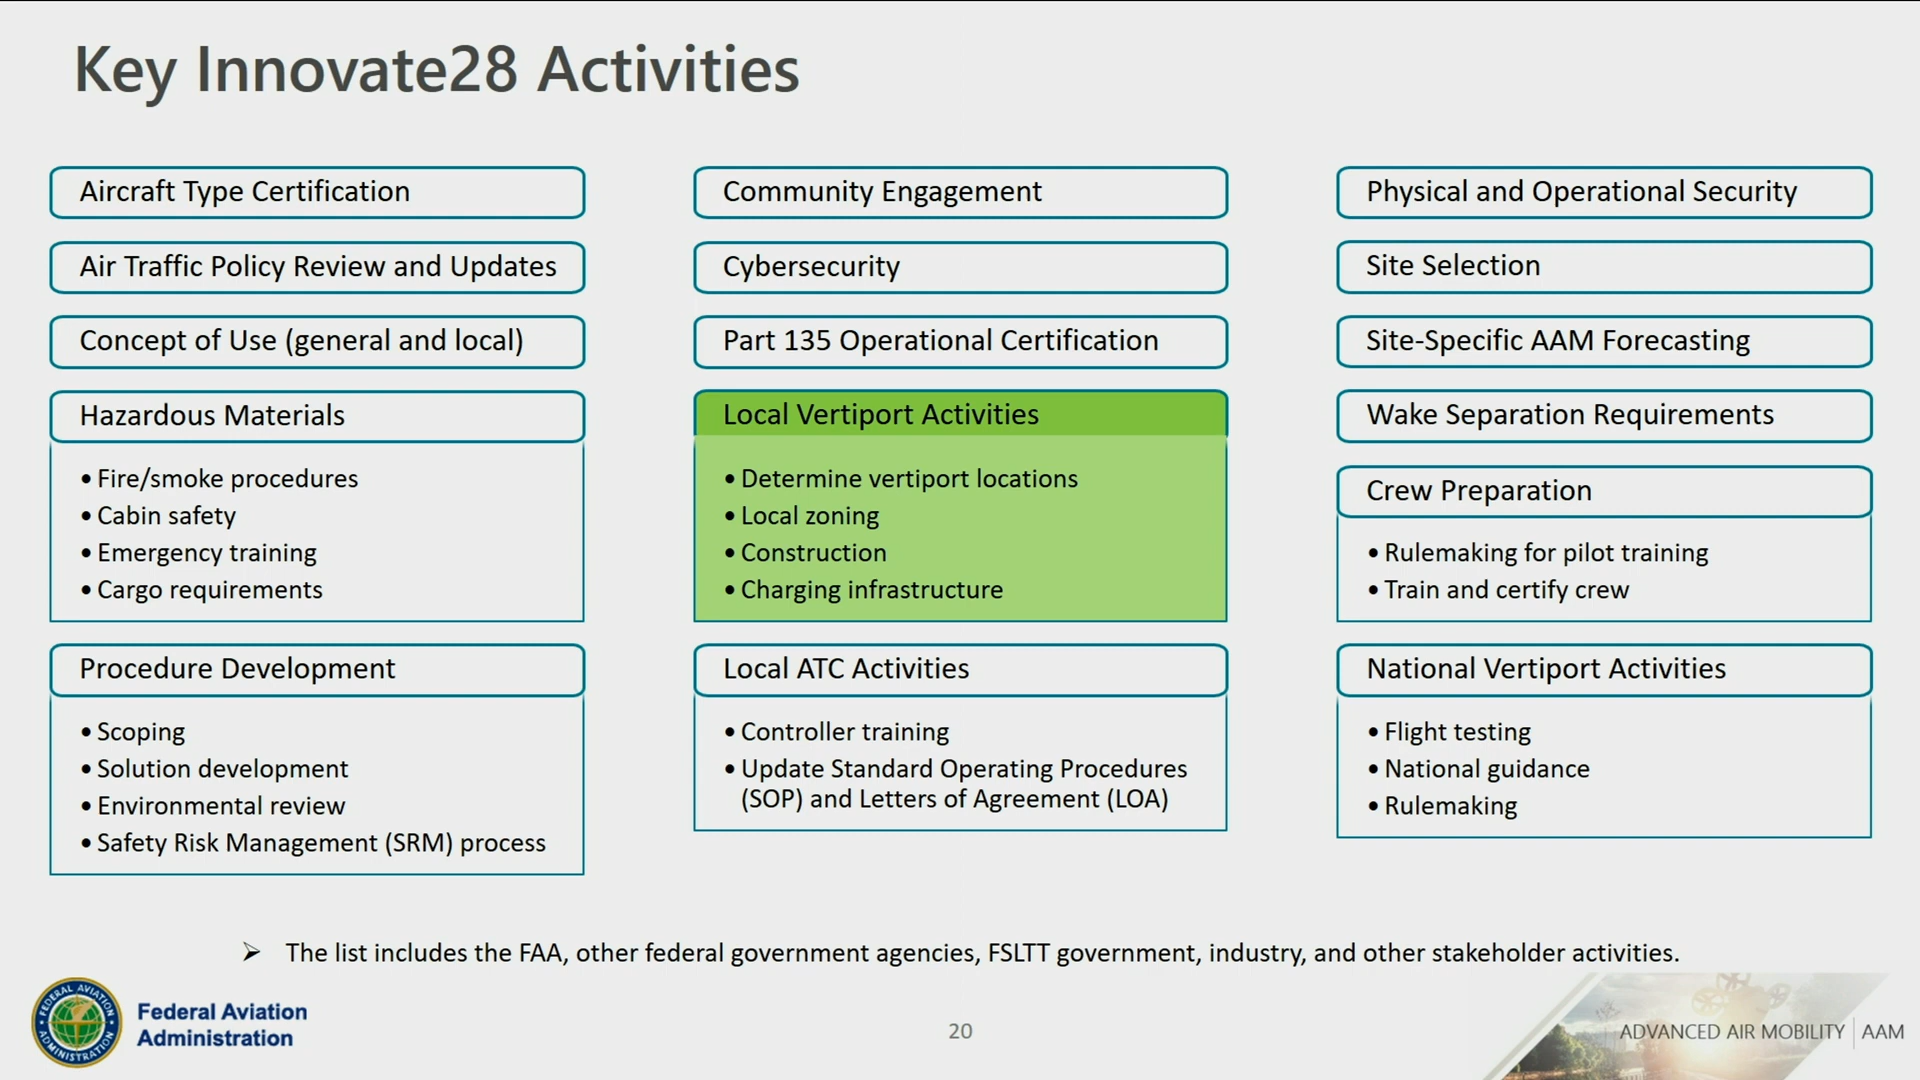 Key Innovate28 Activities
Aircraft Type Certification
Air Traffic Policy Review and Updates
Concept of Use (general and local)
Hazardous Materials
• Fire/smoke procedures
• Cabin safety
• Emergency training
• Cargo requirements
Procedure Development
• Scoping
• Solution development
• Environmental review
• Safety Risk Management (SRM) process
Community Engagement
Cybersecurity
Part 135 Operational Certification
Local Vertiport Activities
• Determine vertiport locations
• Local zoning
• Construction
• Charging infrastructure
Local ATC Activities
• Controller training
• Update Standard Operating Procedures
(SOP) and Letters of Agreement (LOA)
Physical and Operational Security
Site Selection
Site-Specific AAM Forecasting
Wake Separation Requirements
Crew Preparation
• Rulemaking for pilot training
• Train and certify crew
National Vertiport Activities
• Flight testing
• National guidance
• Rulemaking
➢ The list includes the FAA, other federal government agencies, FSLTT government, industry, and other stakeholder activities.
FEDERAL AVIATION
ADMINISTRATION
Federal Aviation
Administration
20
ADVANCED AIR MOBILITY | AAM